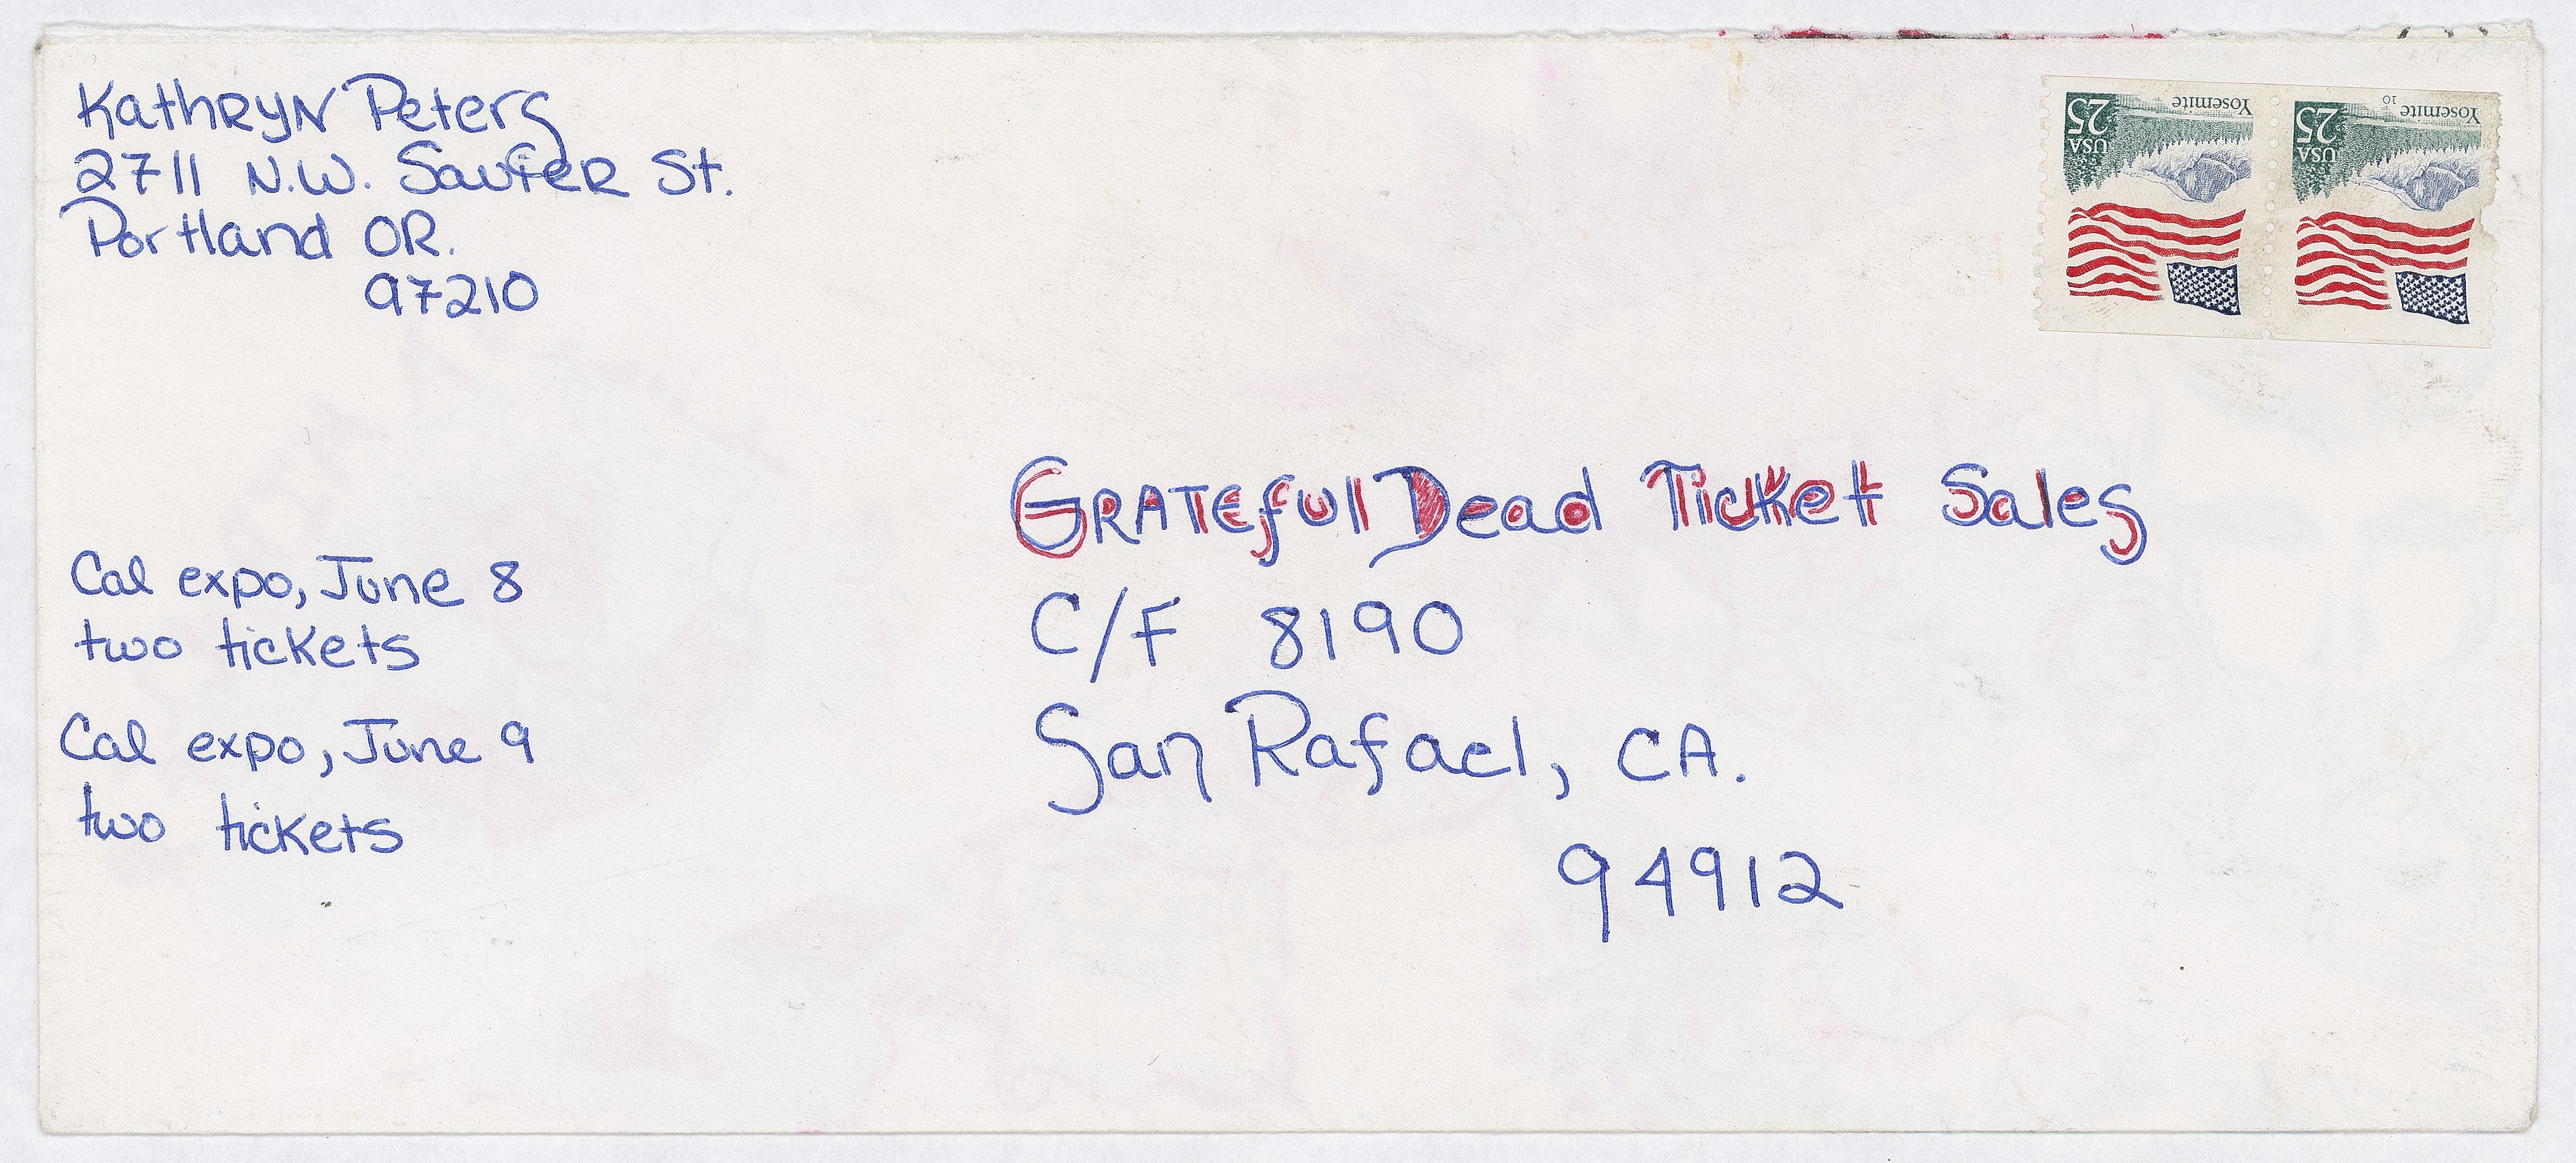 Kathryn Peters
2711 N.W. Savier St.
Portland OR.
97210
25 USA Yosemite
25 USA Yosemite 10
Grateful Dead Ticket Sales
C/F 8190
San Rafael, CA.
94912
Cal expo, June 8
two tickets
Cal expo, June 9
two tickets